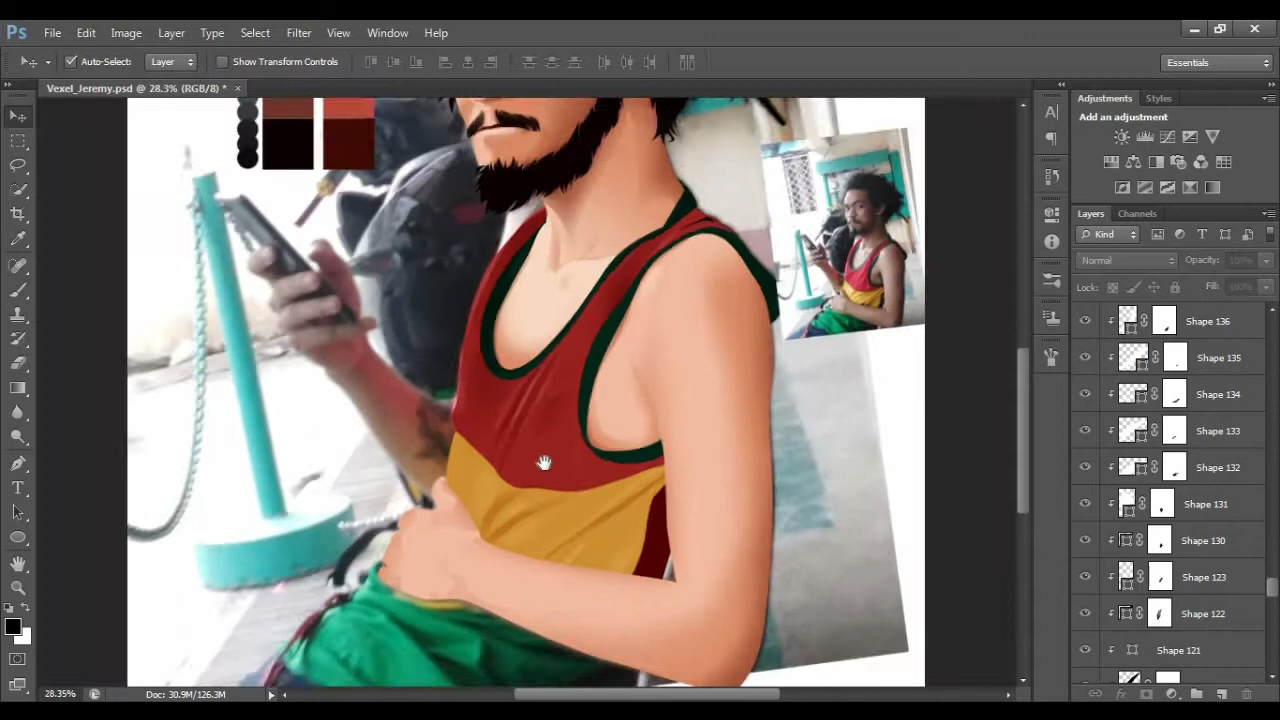 Ps File Edit Image Layer Type Select Filter View Window Help
Auto-Select: Layer Show Transform Controls Essentials
Vexel_Jeremy.psd @ 28.3% (RGB/8) * ×
Adjustments Styles
Add an adjustment
Layers Channels
Kind
Normal Opacity: 100%
Lock: Fill: 100%
Shape 136
Shape 135
Shape 134
Shape 133
Shape 132
Shape 131
Shape 130
Shape 123
Shape 122
Shape 121
28.35% Doc: 30.9M/126.3M